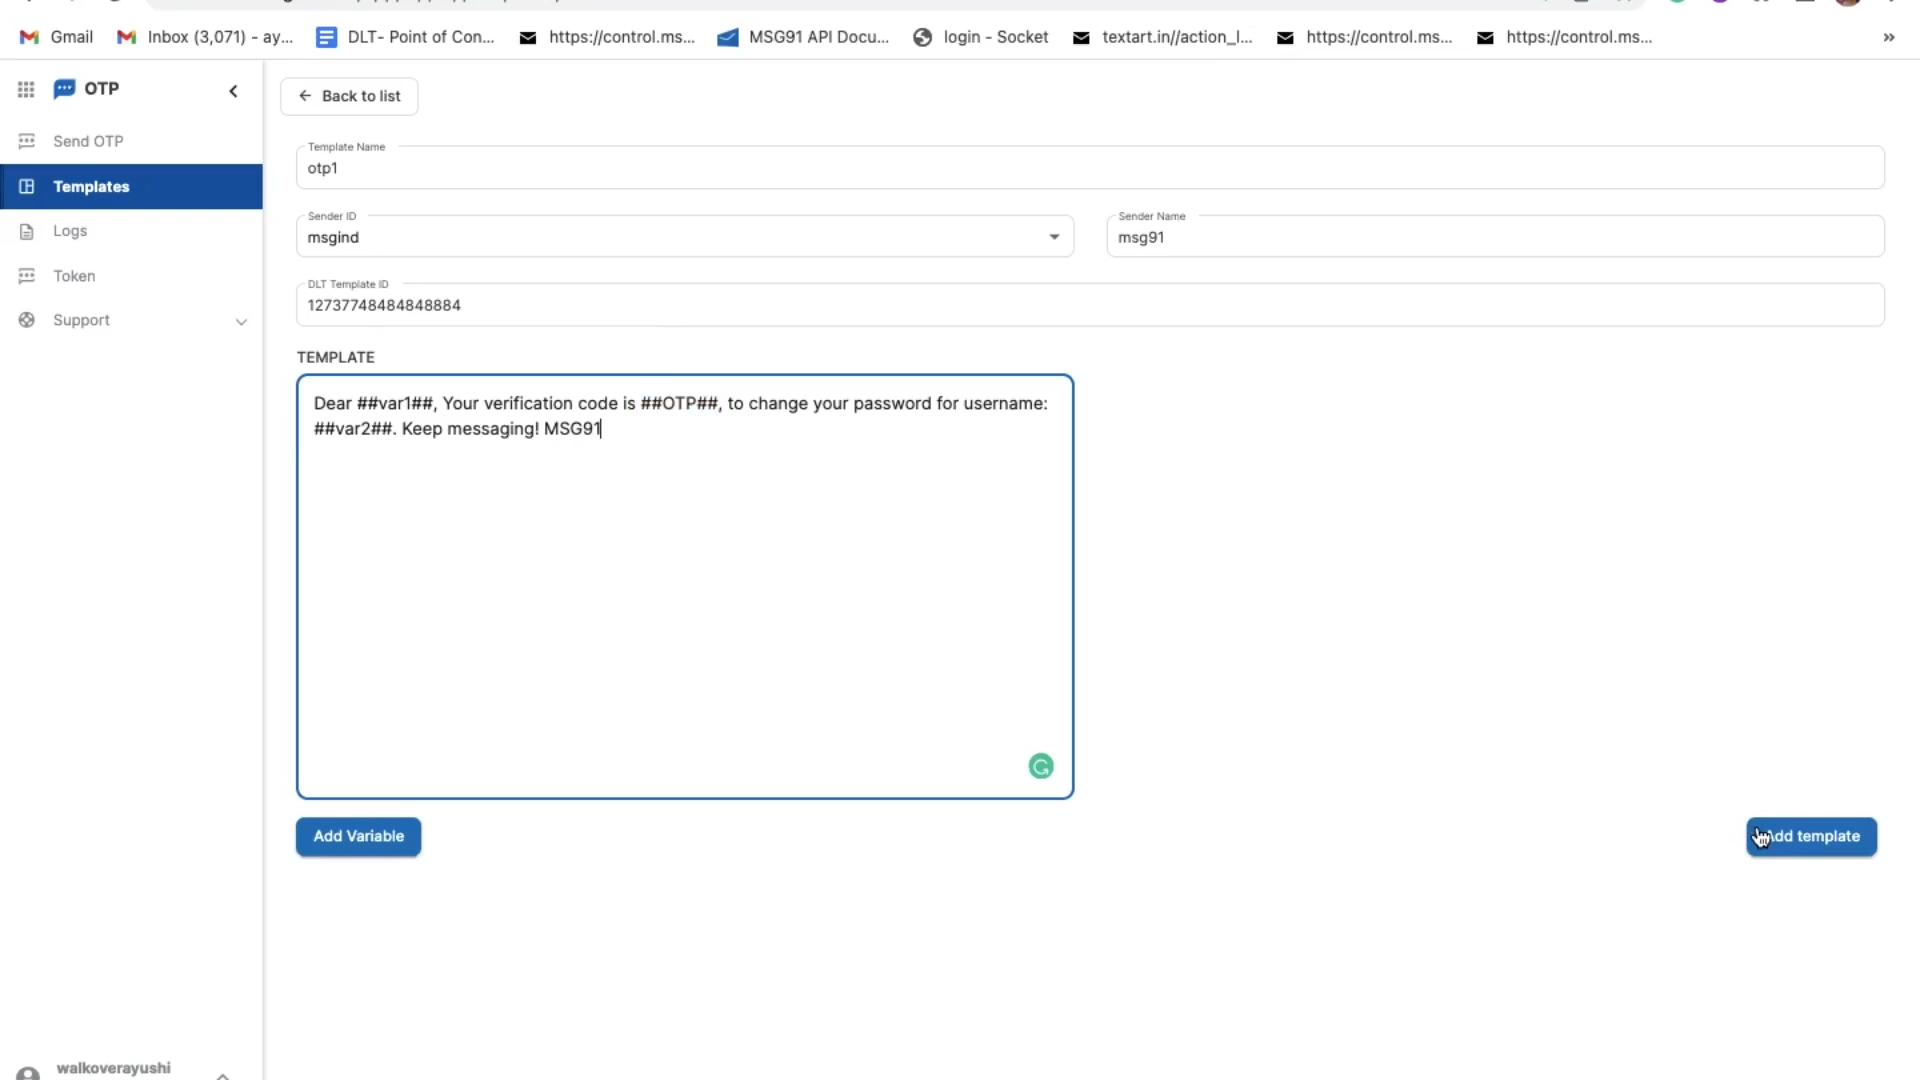 Gmail
Inbox (3,071) - ay...
DLT- Point of Con...
https://control.ms...
MSG91 API Docu...
login - Socket
textart.in//action_l...
https://control.ms...
https://control.ms...
»
OTP
Back to list
Send OTP
Templates
Logs
Token
Support
Template Name
otp1
Sender ID
msgind
Sender Name
msg91
DLT Template ID
12737748484848884
TEMPLATE
Dear ##var1##, Your verification code is ##OTP##, to change your password for username:
##var2##. Keep messaging! MSG91
Add Variable
Add template
walkoverayushi